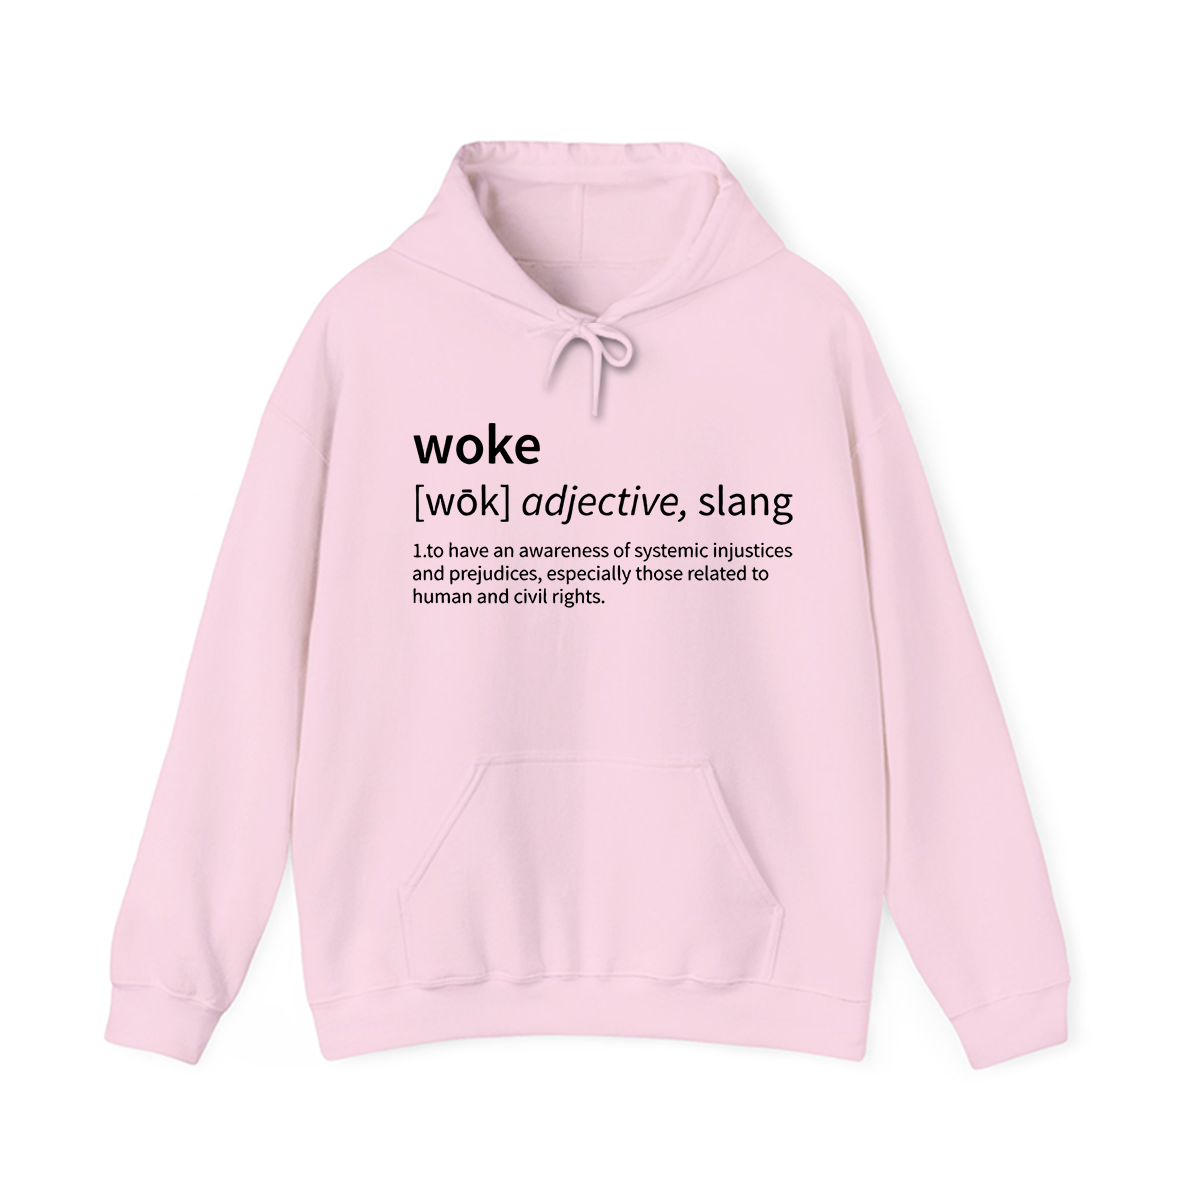 woke
[wōk] adjective, slang
1.to have an awareness of systemic injustices
and prejudices, especially those related to
human and civil rights.